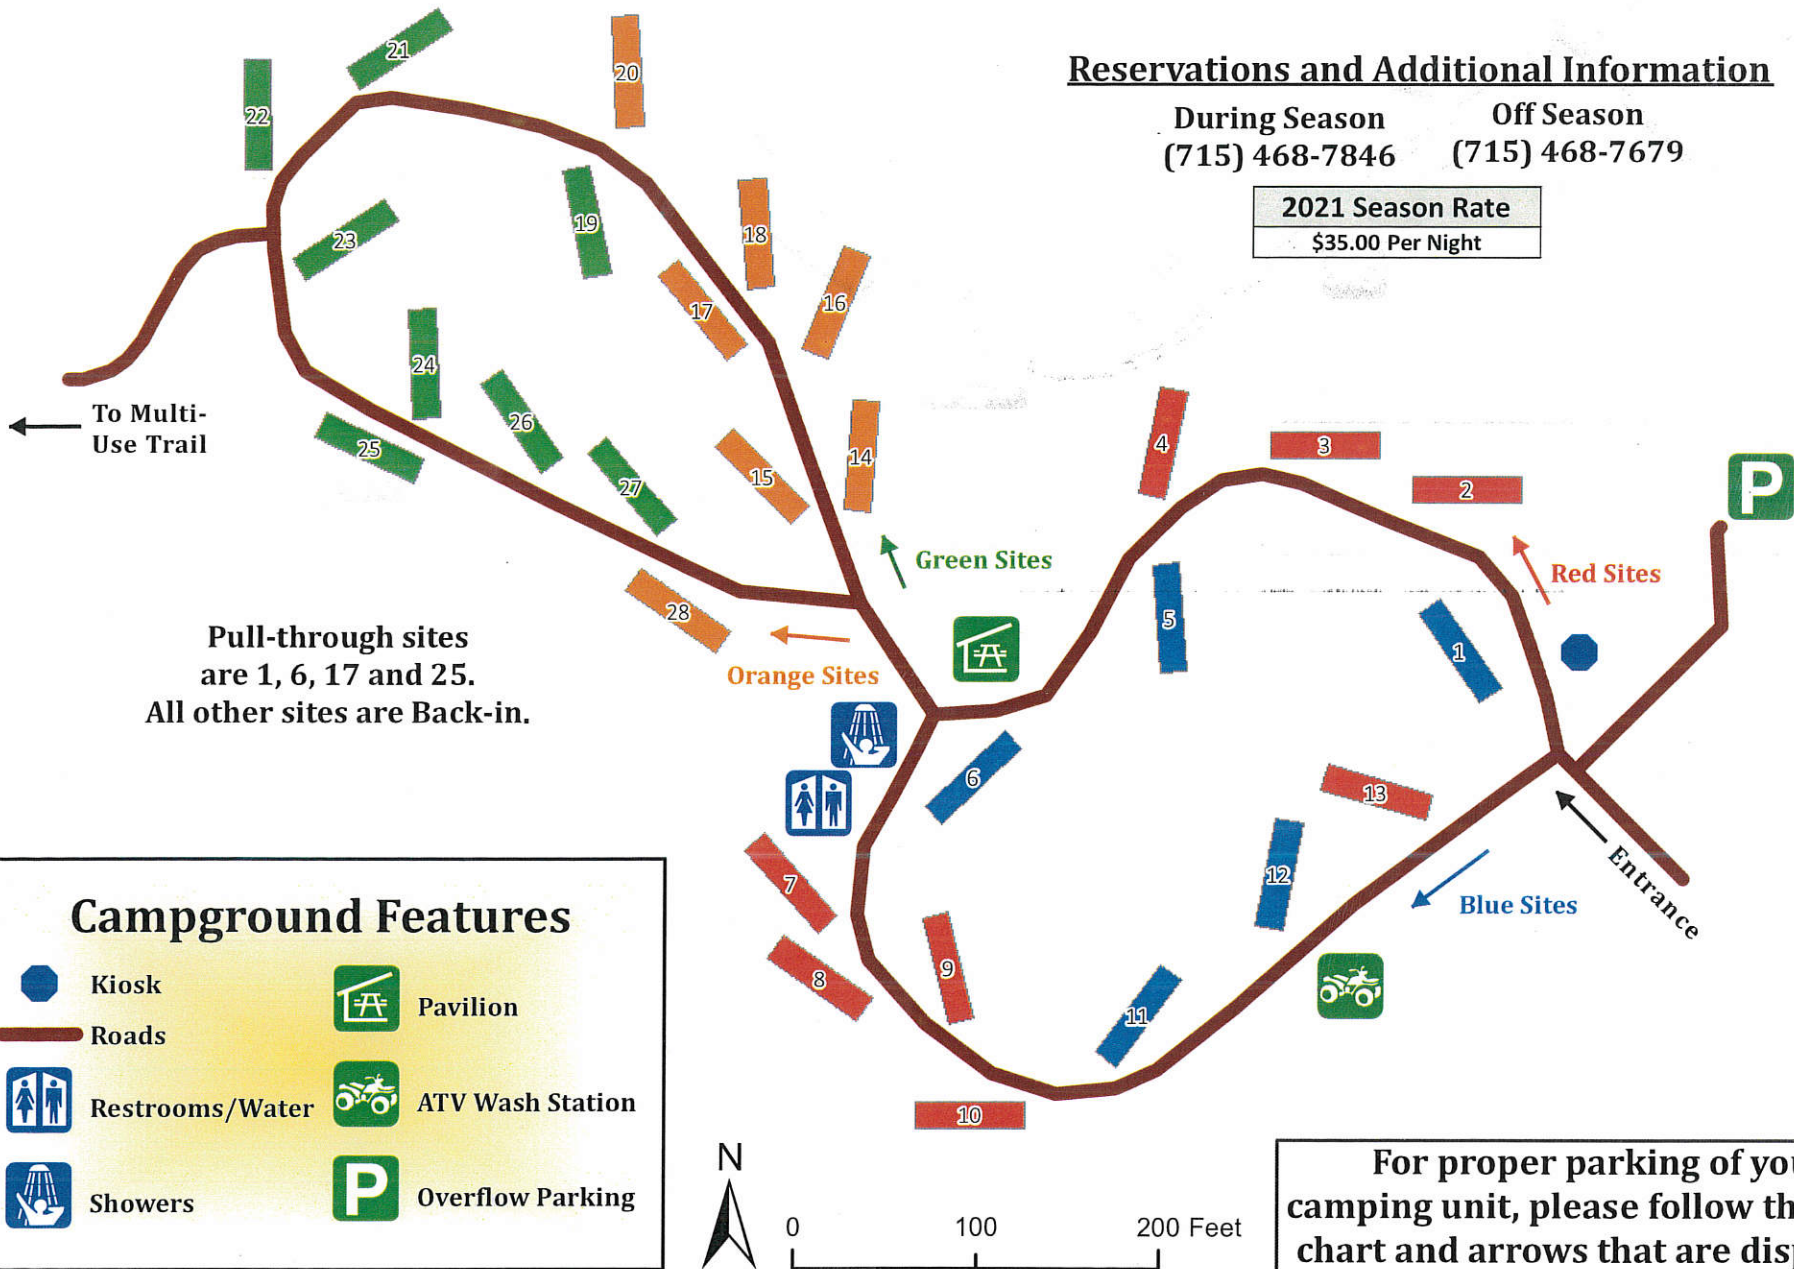 Reservations and Additional Information
During Season
(715) 468-7846
Off Season
(715) 468-7679
2021 Season Rate
$35.00 Per Night
21
20
22
19
18
23
17
16
24
26
25
27
15
14
4
3
2
P
To Multi-
Use Trail
Green Sites
Red Sites
5
1
28
Orange Sites
Pull-through sites
are 1, 6, 17 and 25.
All other sites are Back-in.
6
13
12
7
8
9
11
10
Blue Sites
Entrance
Campground Features
Kiosk
Roads
Restrooms/Water
Showers
Pavilion
ATV Wash Station
P
Overflow Parking
N
0 100 200 Feet
For proper parking of
camping unit, please follow
chart and arrows that are